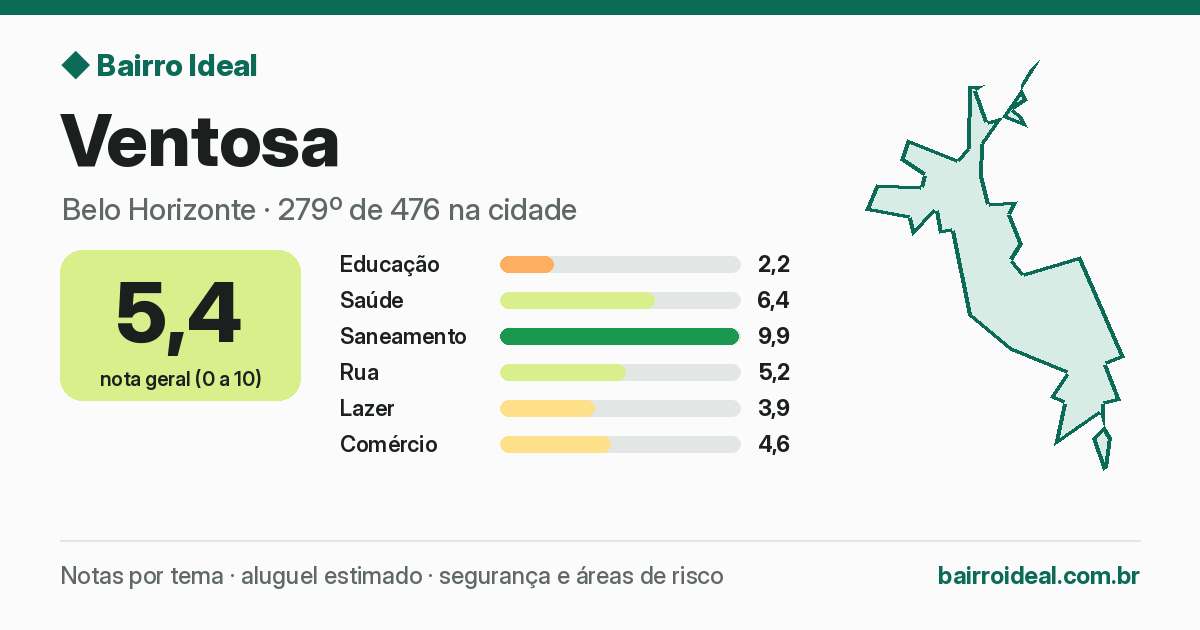 Bairro Ideal
Ventosa
Belo Horizonte · 279º de 476 na cidade
5,4
nota geral (0 a 10)
Educação 2,2
Saúde 6,4
Saneamento 9,9
Rua 5,2
Lazer 3,9
Comércio 4,6
Notas por tema · aluguel estimado · segurança e áreas de risco
bairroideal.com.br